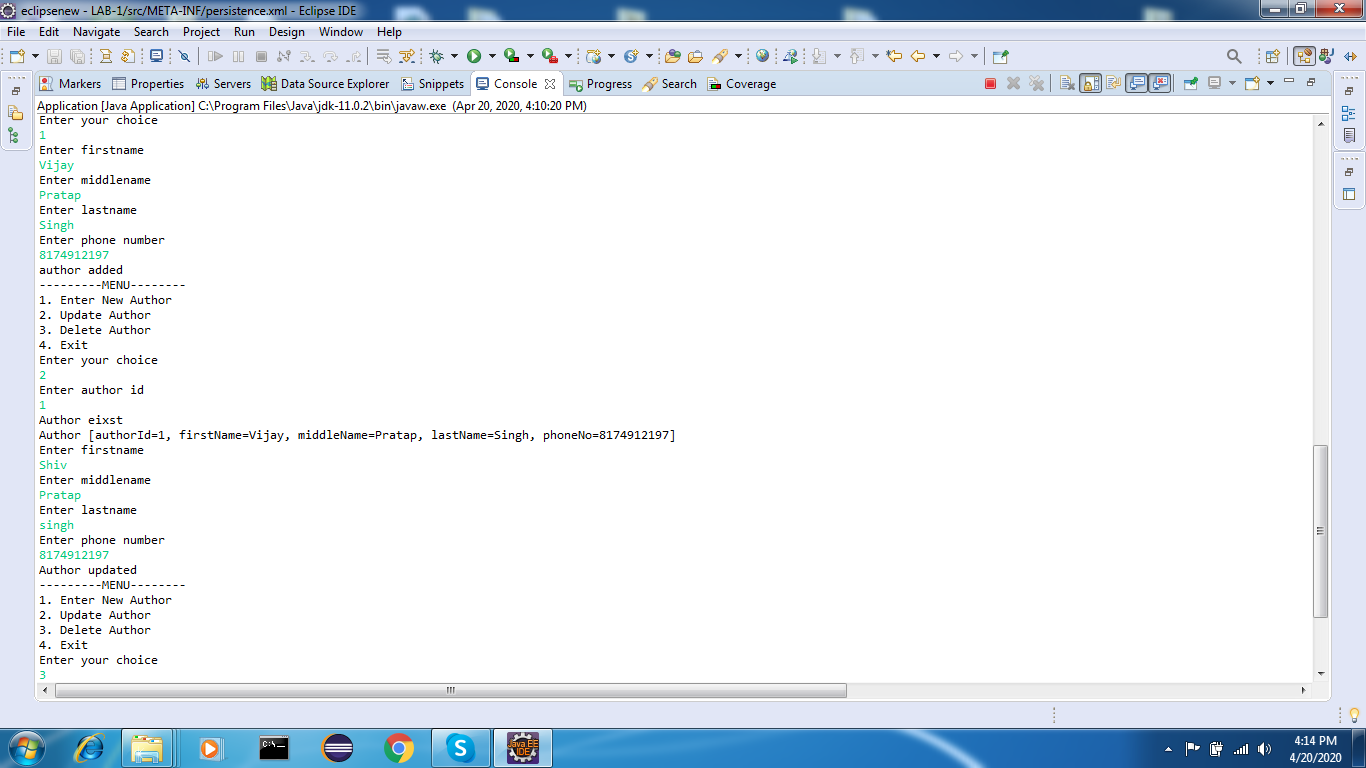 eclipsenew - LAB-1/src/META-INF/persistence.xml - Eclipse IDE
File Edit Navigate Search Project Run Design Window Help
Markers Properties Servers Data Source Explorer Snippets Console Progress Search Coverage
Application [Java Application] C:\Program Files\Java\jdk-11.0.2\bin\javaw.exe (Apr 20, 2020, 4:10:20 PM)
Enter your choice
1
Enter firstname
Vijay
Enter middlename
Pratap
Enter lastname
Singh
Enter phone number
8174912197
author added
---------MENU--------
1. Enter New Author
2. Update Author
3. Delete Author
4. Exit
Enter your choice
2
Enter author id
1
Author eixst
Author [authorId=1, firstName=Vijay, middleName=Pratap, lastName=Singh, phoneNo=8174912197]
Enter firstname
Shiv
Enter middlename
Pratap
Enter lastname
singh
Enter phone number
8174912197
Author updated
---------MENU--------
1. Enter New Author
2. Update Author
3. Delete Author
4. Exit
Enter your choice
3
C:\.
Java EE
IDE
4:14 PM
4/20/2020